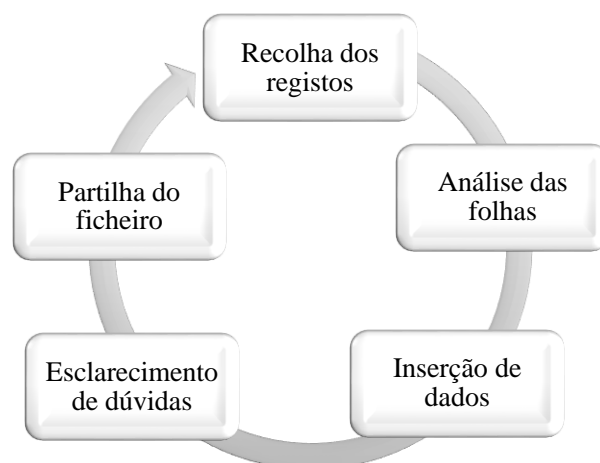 Recolha dos
registos
Análise das
folhas
Inserção de
dados
Esclarecimento
de dúvidas
Partilha do
ficheiro